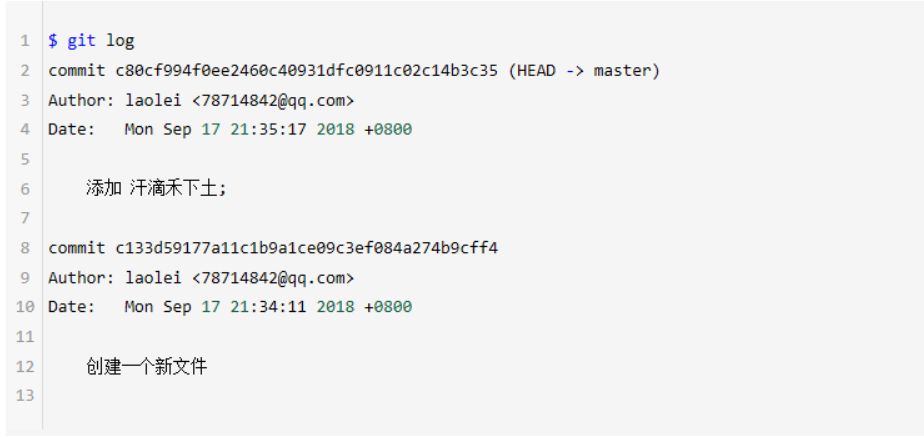 1 $ git log
2 commit c80cf994f0ee2460c40931dfc0911c02c14b3c35 (HEAD -> master)
3 Author: laolei <78714842@qq.com>
4 Date:   Mon Sep 17 21:35:17 2018 +0800
5
6     添加 汗滴禾下土;
7
8 commit c133d59177a11c1b9a1ce09c3ef084a274b9cff4
9 Author: laolei <78714842@qq.com>
10 Date:   Mon Sep 17 21:34:11 2018 +0800
11
12     创建一个新文件
13